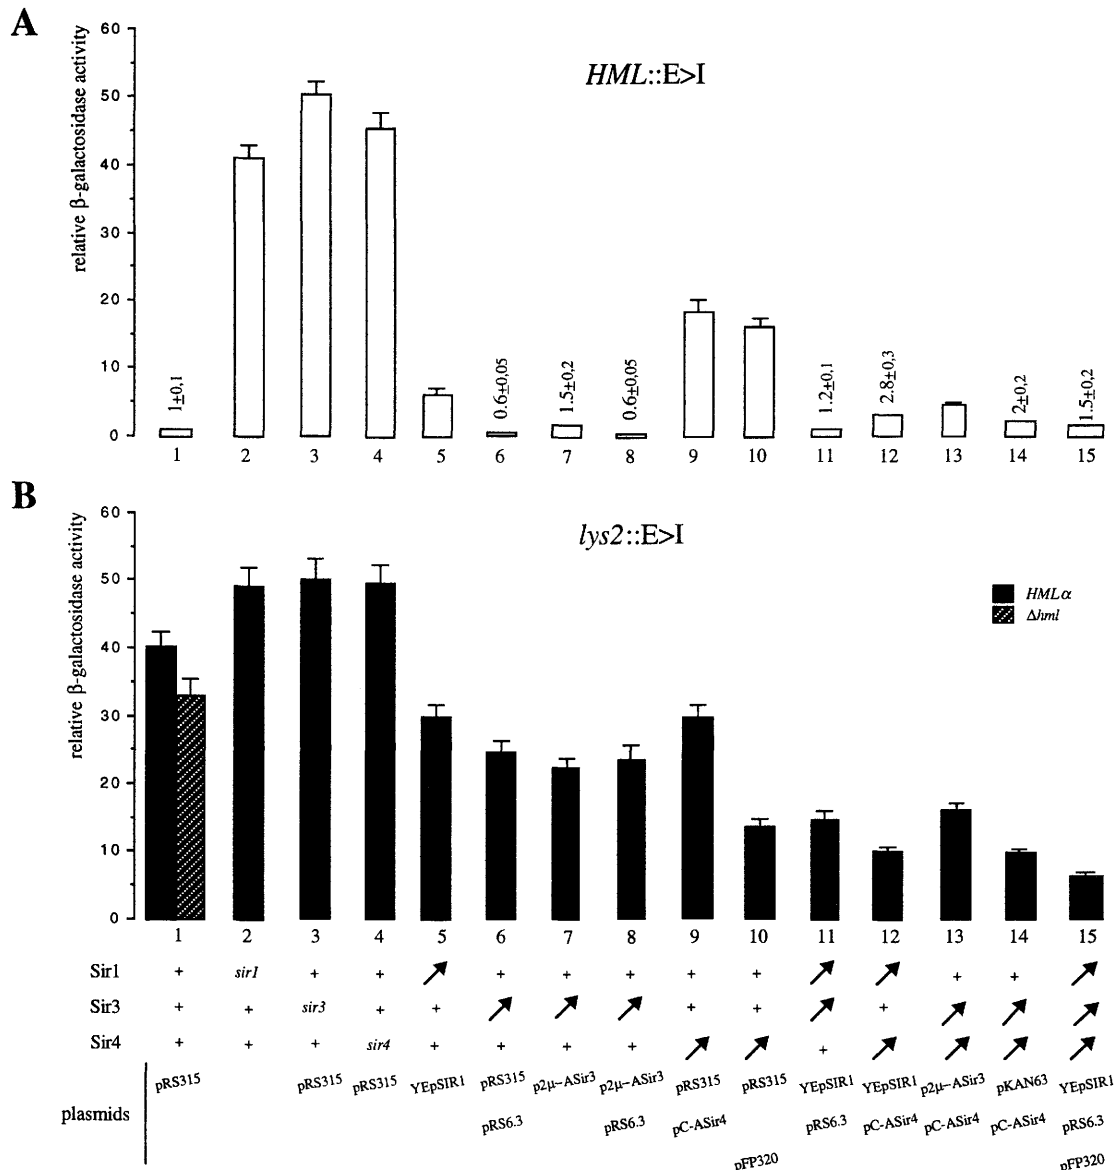 A
HML::E>I
relative β-galactosidase activity
60
50
40
30
20
10
0
1±0,1
0.6±0,05
1.5±0,2
0.6±0,05
1.2±0,1
2.8±0,3
2±0,2
1.5±0,2
1 2 3 4 5 6 7 8 9 10 11 12 13 14 15
B
lys2::E>I
relative β-galactosidase activity
60
50
40
30
20
10
0
HMLα
Δhml
1 2 3 4 5 6 7 8 9 10 11 12 13 14 15
Sir1 + sir1 + + + + + + + + +
Sir3 + + sir3 + + + + +
Sir4 + + + sir4 + + + + +
plasmids
pRS315 pRS315 pRS315 YEpSIR1 pRS315 p2μ–ASir3 p2μ–ASir3 pRS315 pRS315 YEpSIR1 YEpSIR1 p2μ–ASir3 pKAN63 YEpSIR1
pRS6.3 pRS6.3 pC-ASir4 pRS6.3 pC-ASir4 pC-ASir4 pC-ASir4 pRS6.3
pFP320 pFP320